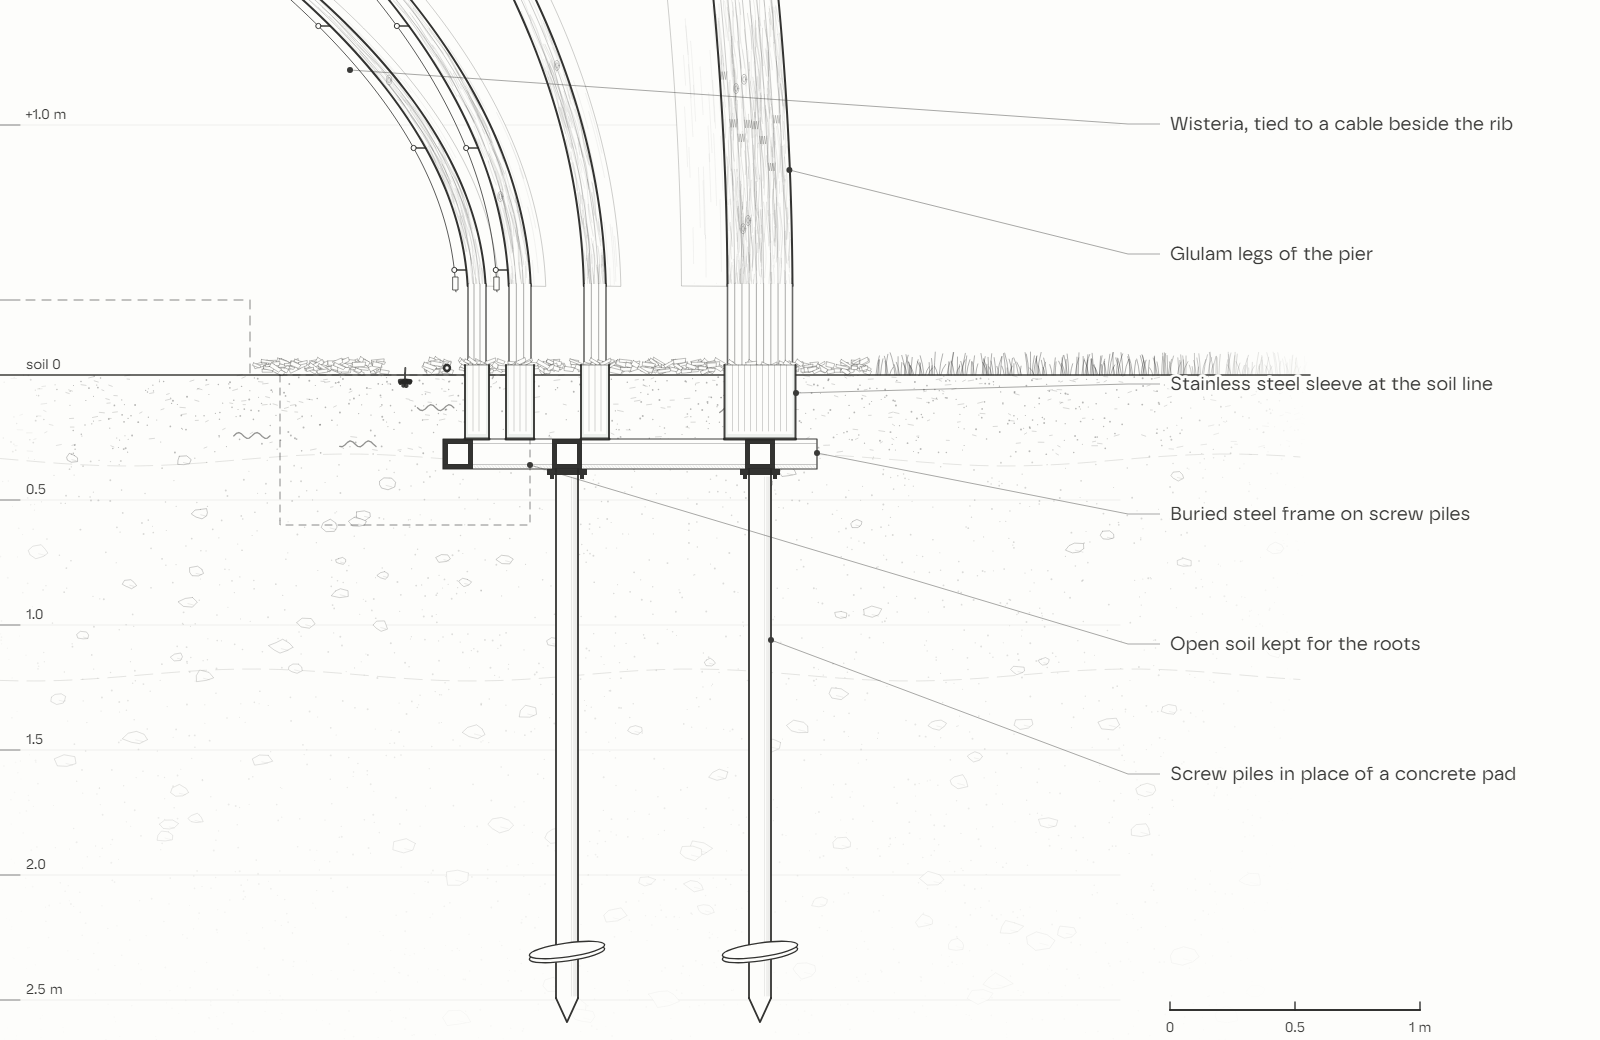 +1.0 m
Wisteria, tied to a cable beside the rib
Glulam legs of the pier
soil 0
Stainless steel sleeve at the soil line
0.5
Buried steel frame on screw piles
1.0
Open soil kept for the roots
1.5
Screw piles in place of a concrete pad
2.0
2.5 m
0 0.5 1 m